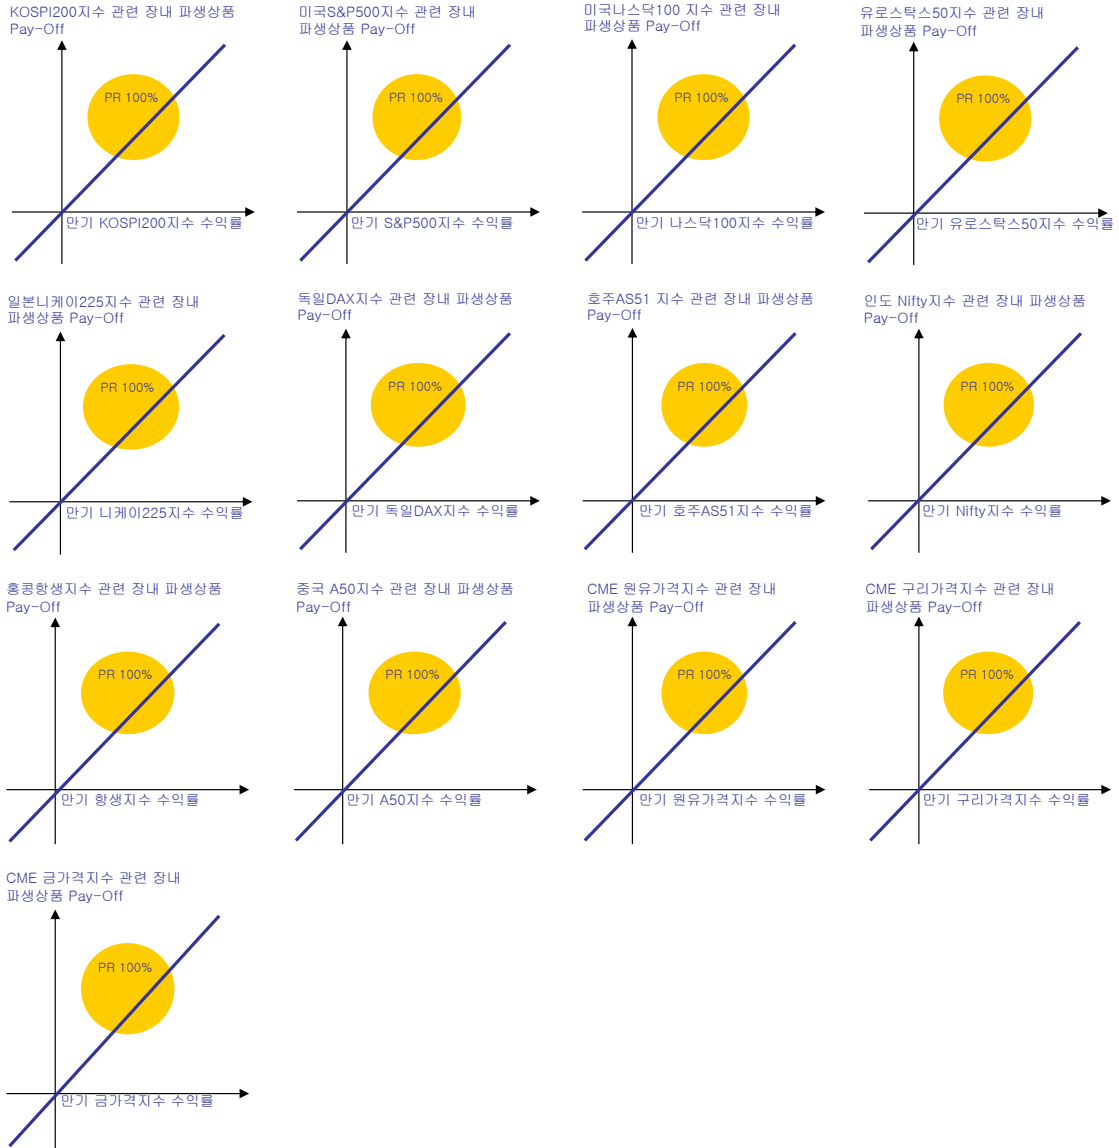 KOSPI200지수 관련 장내 파생상품
Pay-Off
PR 100%
만기 KOSPI200지수 수익률
미국S&P500지수 관련 장내
파생상품 Pay-Off
PR 100%
만기 S&P500지수 수익률
미국나스닥100 지수 관련 장내
파생상품 Pay-Off
PR 100%
만기 나스닥100지수 수익률
유로스탁스50지수 관련 장내
파생상품 Pay-Off
PR 100%
만기 유로스탁스50지수 수익률
일본니케이225지수 관련 장내
파생상품 Pay-Off
PR 100%
만기 니케이225지수 수익률
독일DAX지수 관련 장내 파생상품
Pay-Off
PR 100%
만기 독일DAX지수 수익률
호주AS51 지수 관련 장내 파생상품
Pay-Off
PR 100%
만기 호주AS51지수 수익률
인도 Nifty지수 관련 장내 파생상품
Pay-Off
PR 100%
만기 Nifty지수 수익률
홍콩항생지수 관련 장내 파생상품
Pay-Off
PR 100%
만기 항생지수 수익률
중국 A50지수 관련 장내 파생상품
Pay-Off
PR 100%
만기 A50지수 수익률
CME 원유가격지수 관련 장내
파생상품 Pay-Off
PR 100%
만기 원유가격지수 수익률
CME 구리가격지수 관련 장내
파생상품 Pay-Off
PR 100%
만기 구리가격지수 수익률
CME 금가격지수 관련 장내
파생상품 Pay-Off
PR 100%
만기 금가격지수 수익률